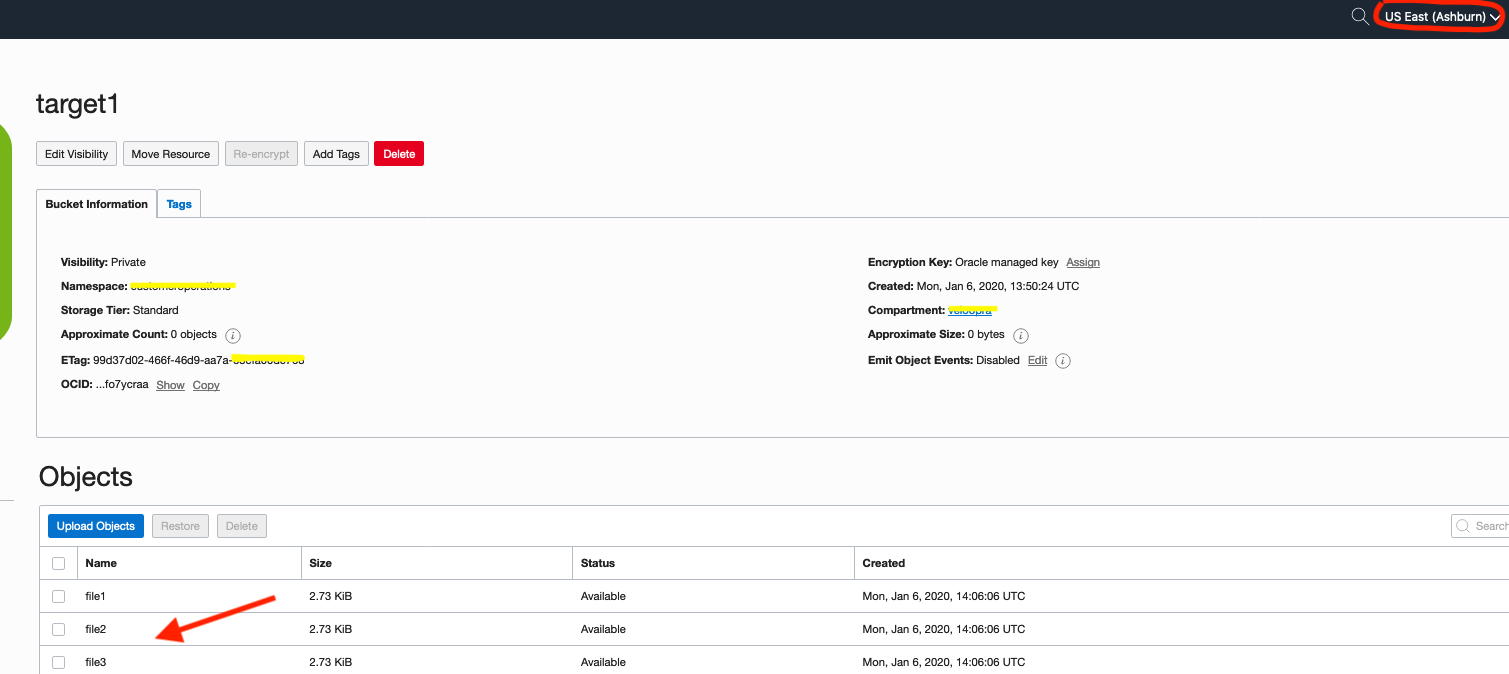 US East (Ashburn)
target1
Edit Visibility Move Resource Re-encrypt Add Tags Delete
Bucket Information Tags
Visibility: Private
Namespace:
Storage Tier: Standard
Approximate Count: 0 objects i
ETag: 99d37d02-466f-46d9-aa7a-
OCID: ...fo7ycraa Show Copy
Encryption Key: Oracle managed key Assign
Created: Mon, Jan 6, 2020, 13:50:24 UTC
Compartment:
Approximate Size: 0 bytes i
Emit Object Events: Disabled Edit i
Objects
Upload Objects Restore Delete Search
Name Size Status Created
file1 2.73 KiB Available Mon, Jan 6, 2020, 14:06:06 UTC
file2 2.73 KiB Available Mon, Jan 6, 2020, 14:06:06 UTC
file3 2.73 KiB Available Mon, Jan 6, 2020, 14:06:06 UTC